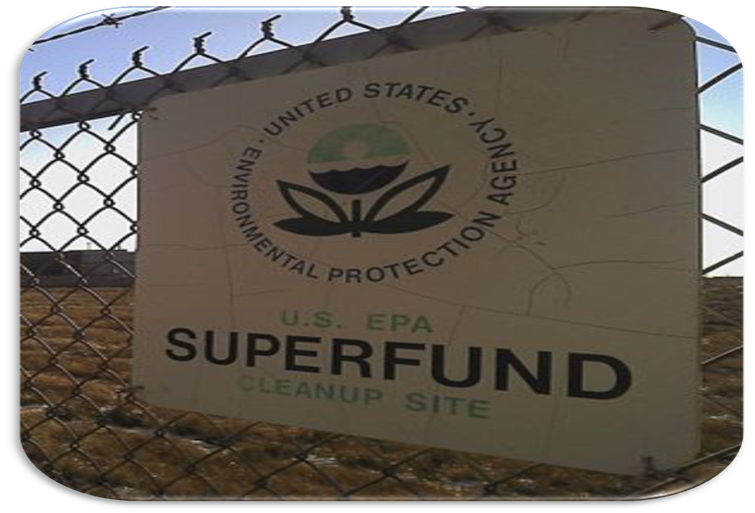 UNITED STATES · ENVIRONMENTAL PROTECTION AGENCY ·
U.S. EPA
SUPERFUND
CLEANUP SITE